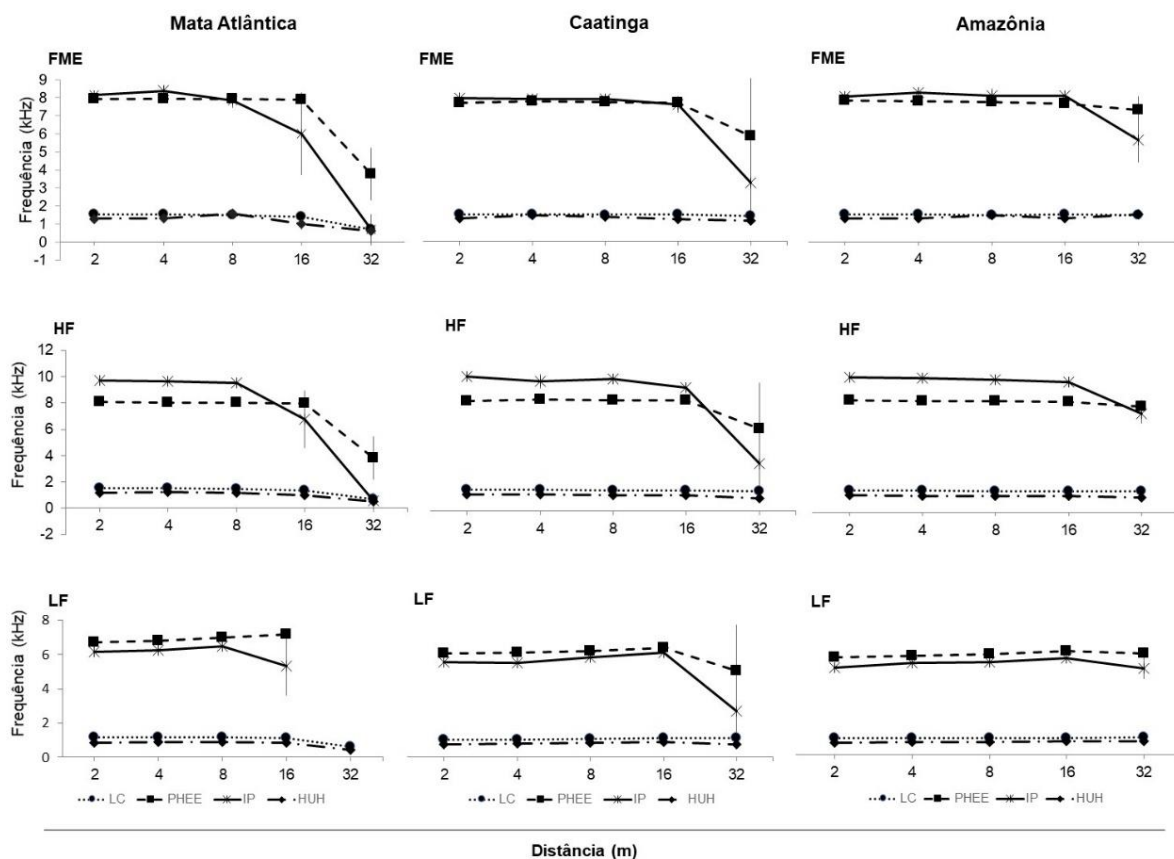 Mata Atlântica
Caatinga
Amazônia
FME
FME
FME
Frequência (kHz)
9
8
7
6
5
4
3
2
1
0
-1
2 4 8 16 32
2 4 8 16 32
2 4 8 16 32
HF
HF
HF
Frequência (kHz)
12
10
8
6
4
2
0
-2
2 4 8 16 32
2 4 8 16 32
2 4 8 16 32
LF
LF
LF
Frequência (kHz)
8
6
4
2
0
2 4 8 16 32
2 4 8 16 32
2 4 8 16 32
LC PHEE IP HUH
LC PHEE IP HUH
LC PHEE IP HUH
Distância (m)